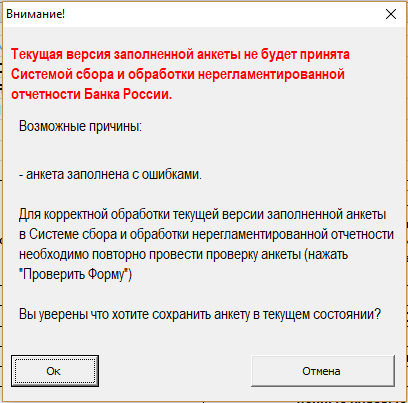 Внимание!
Текущая версия заполненной анкеты не будет принята
Системой сбора и обработки нерегламентированной
отчетности Банка России.
Возможные причины:
- анкета заполнена с ошибками.
Для корректной обработки текущей версии заполненной анкеты
в Системе сбора и обработки нерегламентированной отчетности
необходимо повторно провести проверку анкеты (нажать
"Проверить Форму")
Вы уверены что хотите сохранить анкету в текущем состоянии?
Ок
Отмена